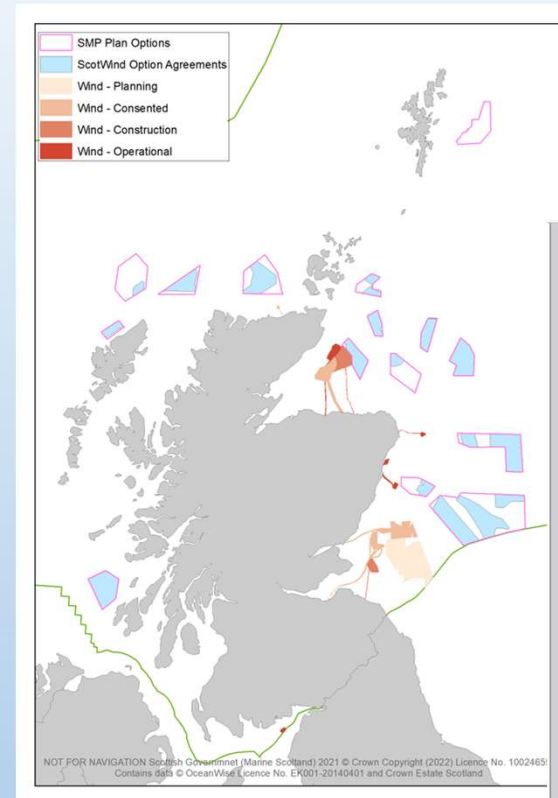 SMP Plan Options
ScotWind Option Agreements
Wind - Planning
Wind - Consented
Wind - Construction
Wind - Operational
NOT FOR NAVIGATION Scottish Governimnet (Marine Scotland) 2021 © Crown Copyright (2022) Licence No. 1002465
Contains data © OceanWise Licence No. EK001-20140401 and Crown Estate Scotland